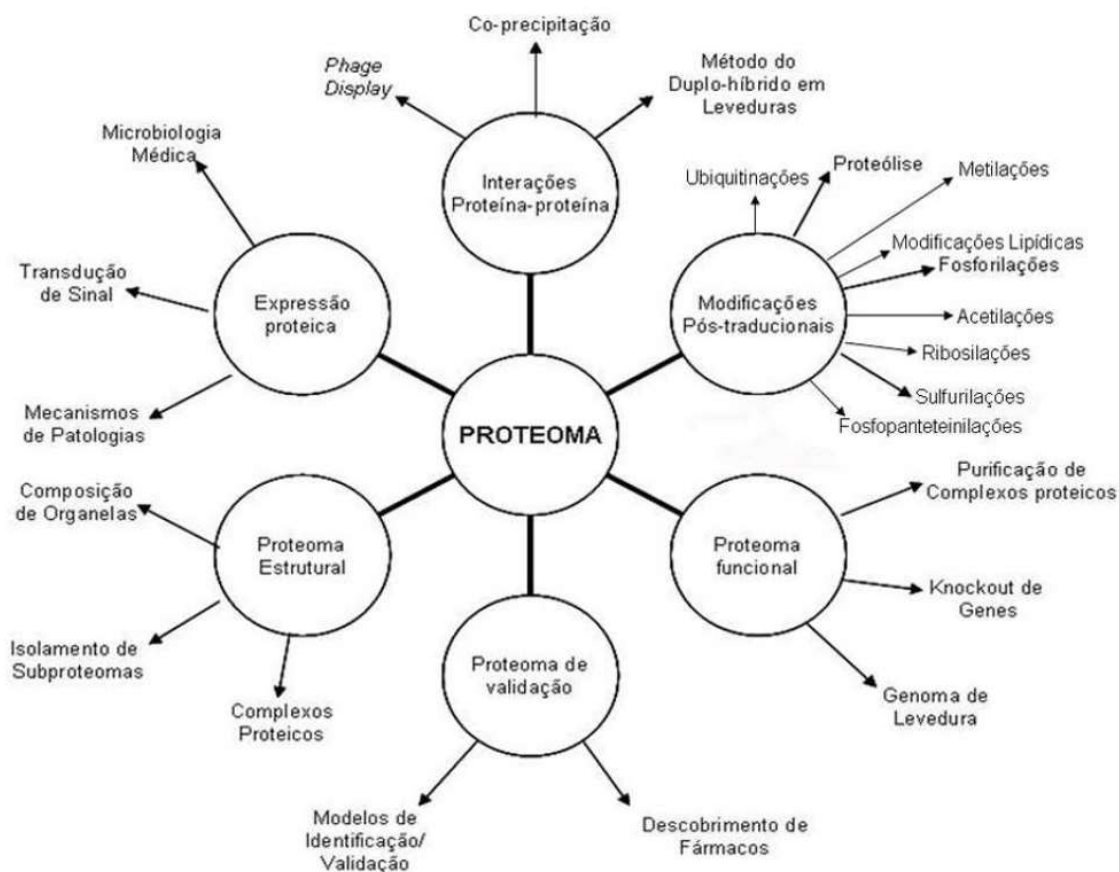 Co-precipitação
Phage
Display
Método do
Duplo-híbrido em
Leveduras
Interações
Proteína-proteína
Microbiologia
Médica
Transdução
de Sinal
Mecanismos
de Patologias
Expressão
proteica
Ubiquitinações
Proteólise
Metilações
Modificações Lipídicas
Fosforilações
Acetilações
Ribosilações
Sulfurilações
Fosfopanteteinilações
Modificações
Pós-traducionais
PROTEOMA
Composição
de Organelas
Isolamento de
Subproteomas
Complexos
Proteicos
Proteoma
Estrutural
Proteoma de
validação
Modelos de
Identificação/
Validação
Descobrimento de
Fármacos
Proteoma
funcional
Purificação de
Complexos proteicos
Knockout de
Genes
Genoma de
Levedura